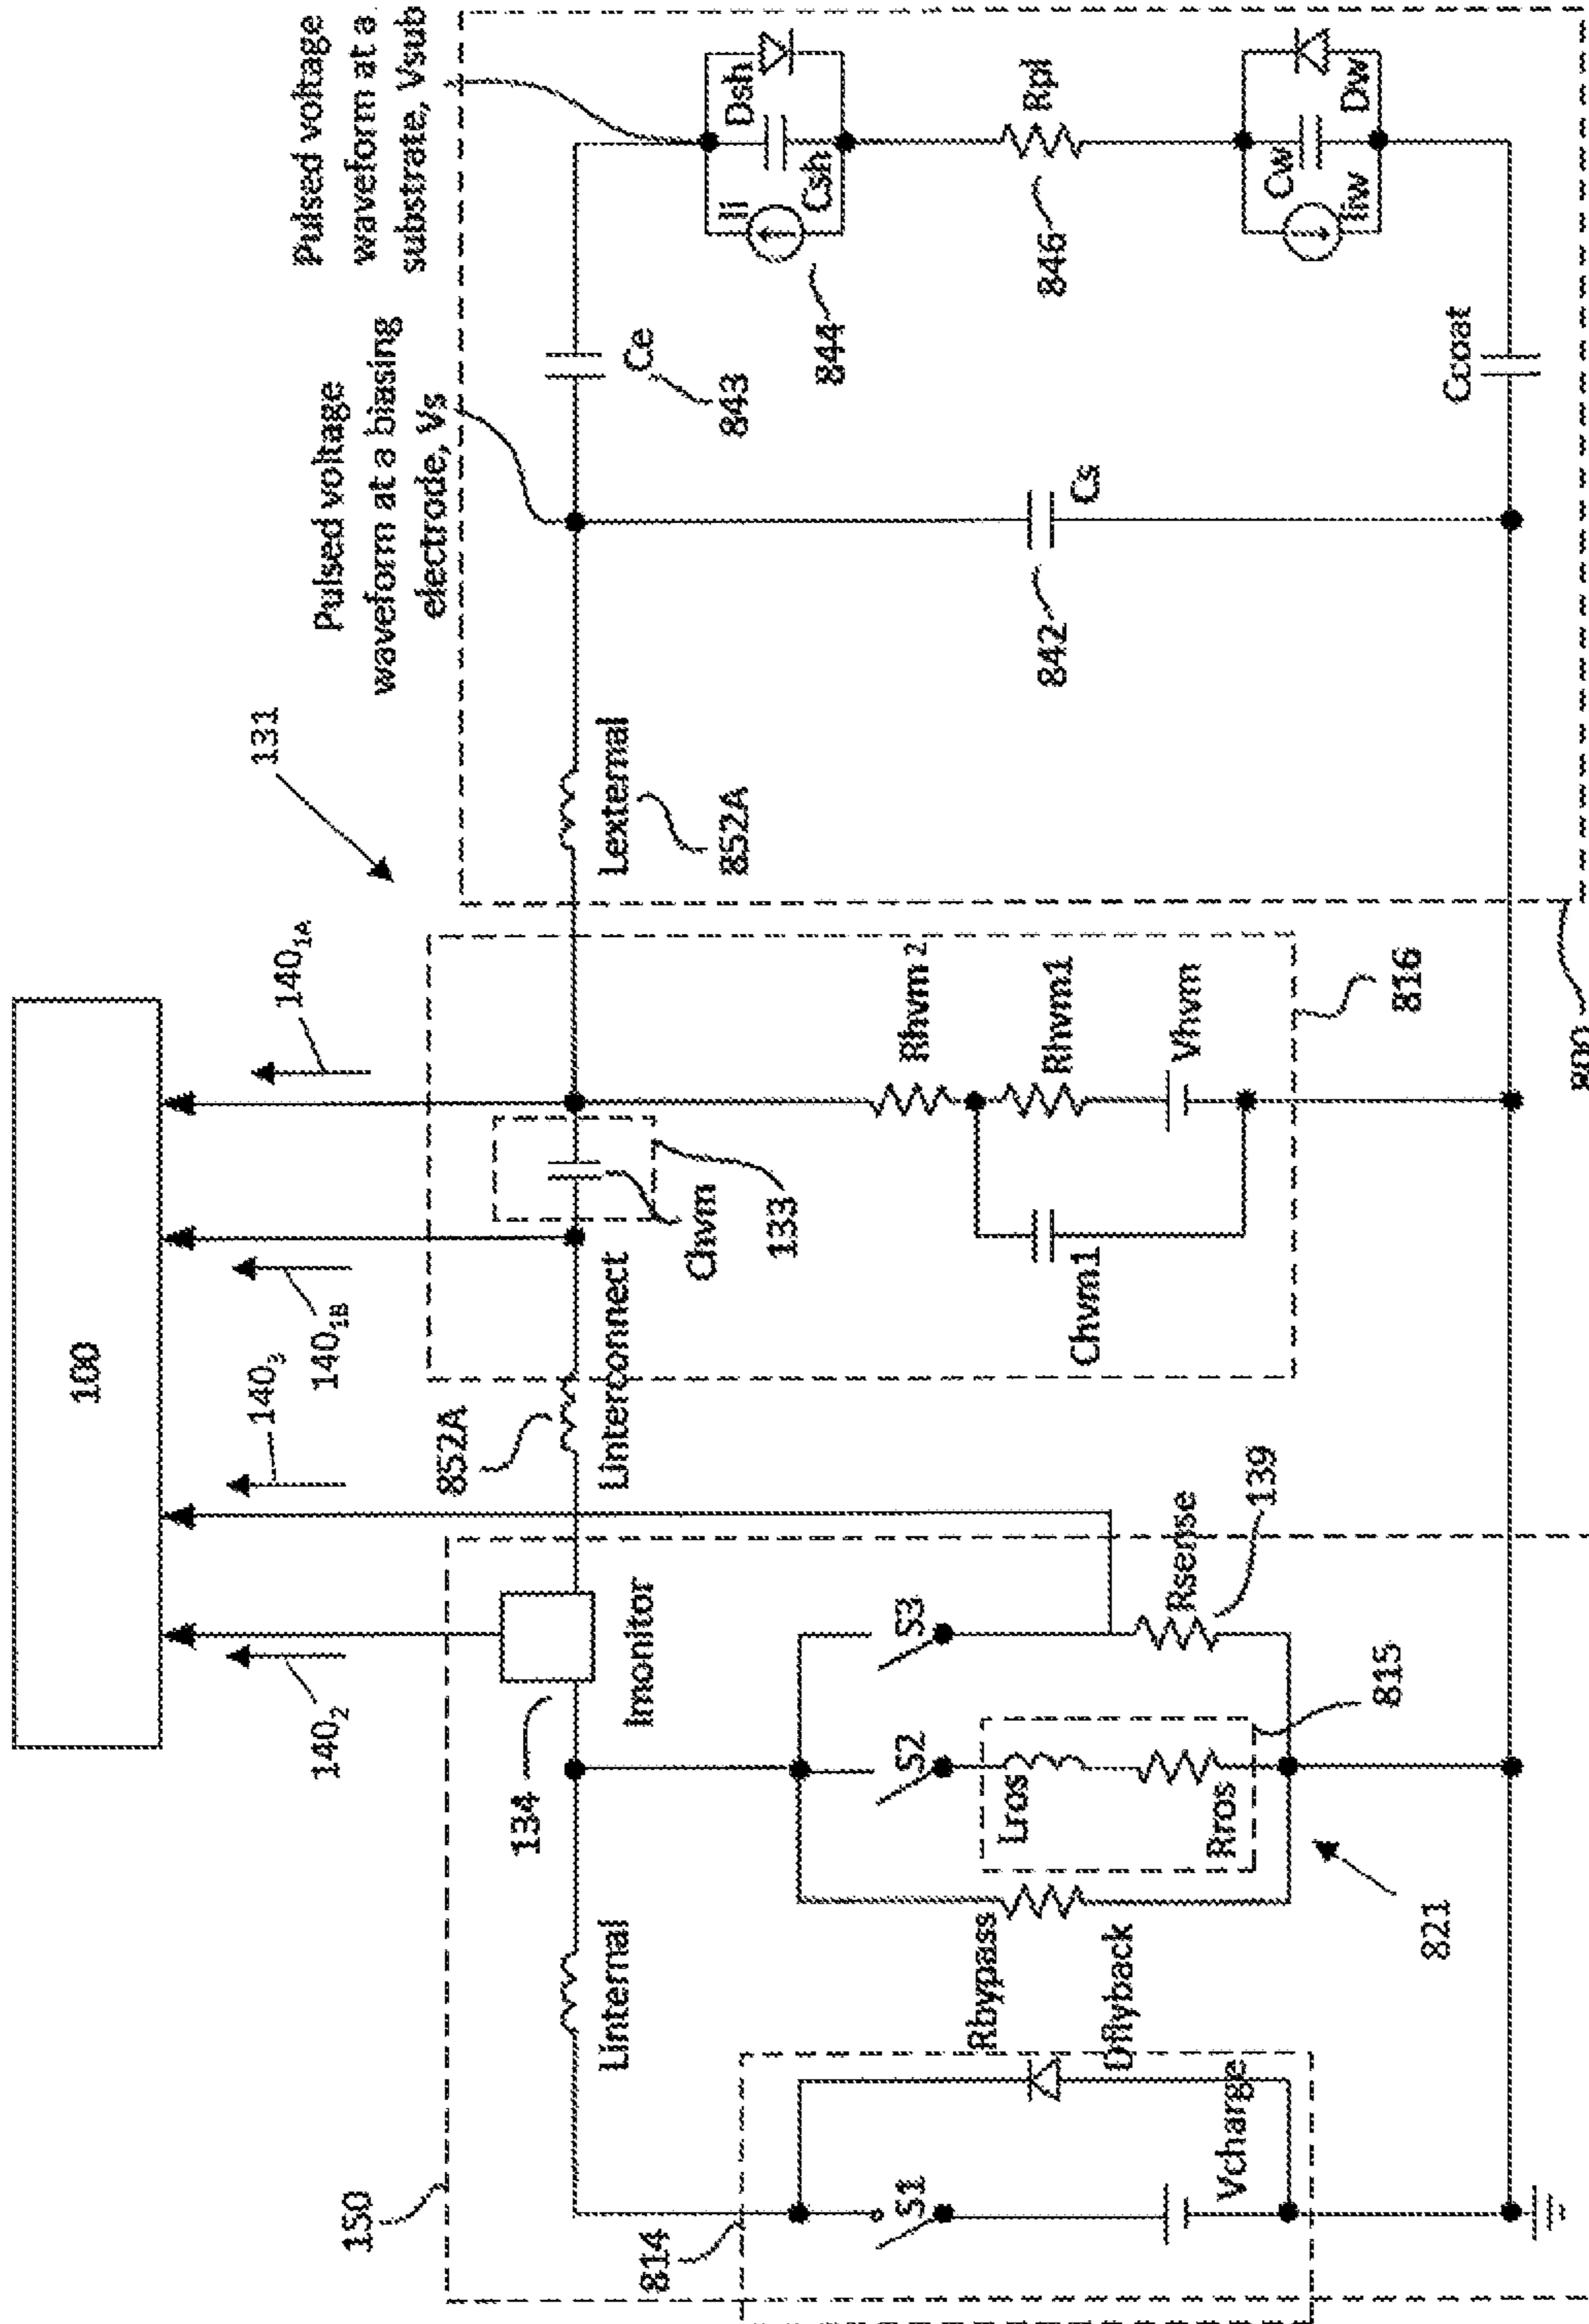 100
140₂
140₃
140₁B
140₁A
131
Pulsed voltage
waveform at a biasing
electrode, Vs
Pulsed voltage
waveform at a
substrate, Vsub
150
134
Imonitor
Linternal
852A
Linterconnect
Chvm
133
Lexternal
852A
Ce
843
Ii
Dsh
Csh
844
Rpl
846
Cw
Iiw
Dw
Ccoat
Cs
842
814
S1
Vcharge
Dflyback
Rbypass
S2
Lros
Rros
S3
Rsense
139
815
821
Chvm1
Rhvm 2
Rhvm1
Vhvm
816